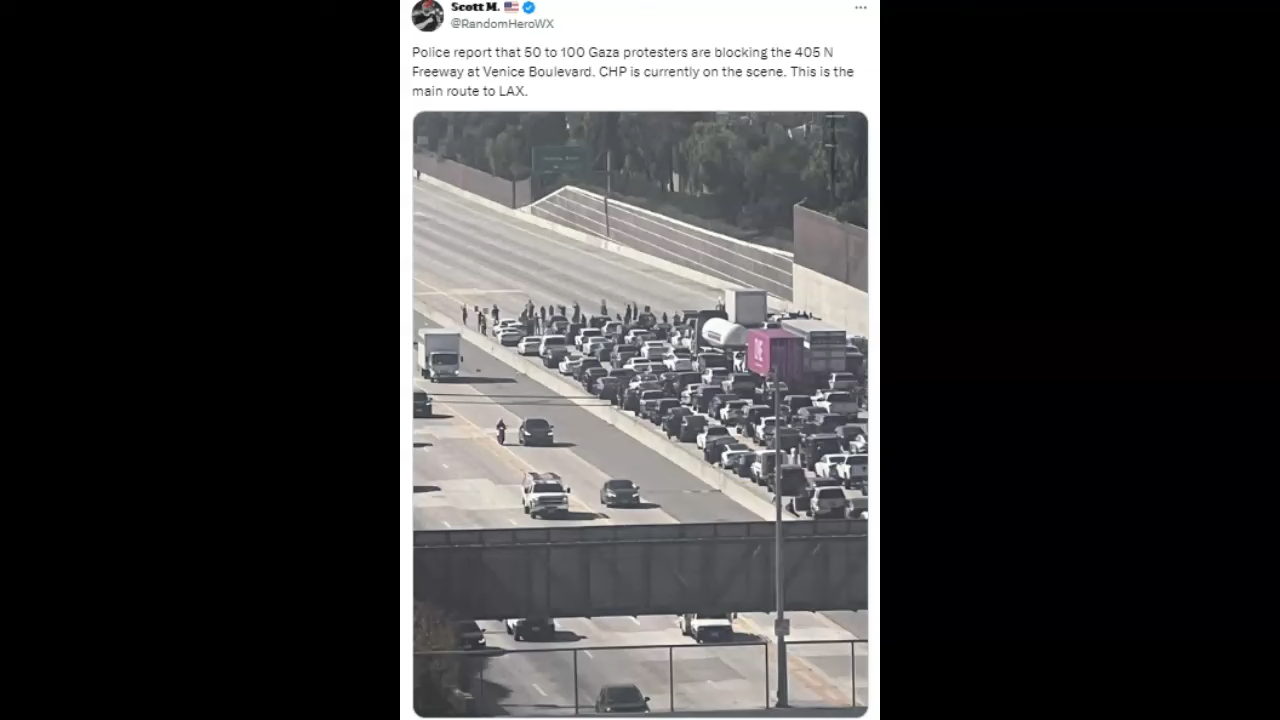 Scott M. 🇺🇸
@RandomHeroWX
Police report that 50 to 100 Gaza protesters are blocking the 405 N
Freeway at Venice Boulevard. CHP is currently on the scene. This is the
main route to LAX.